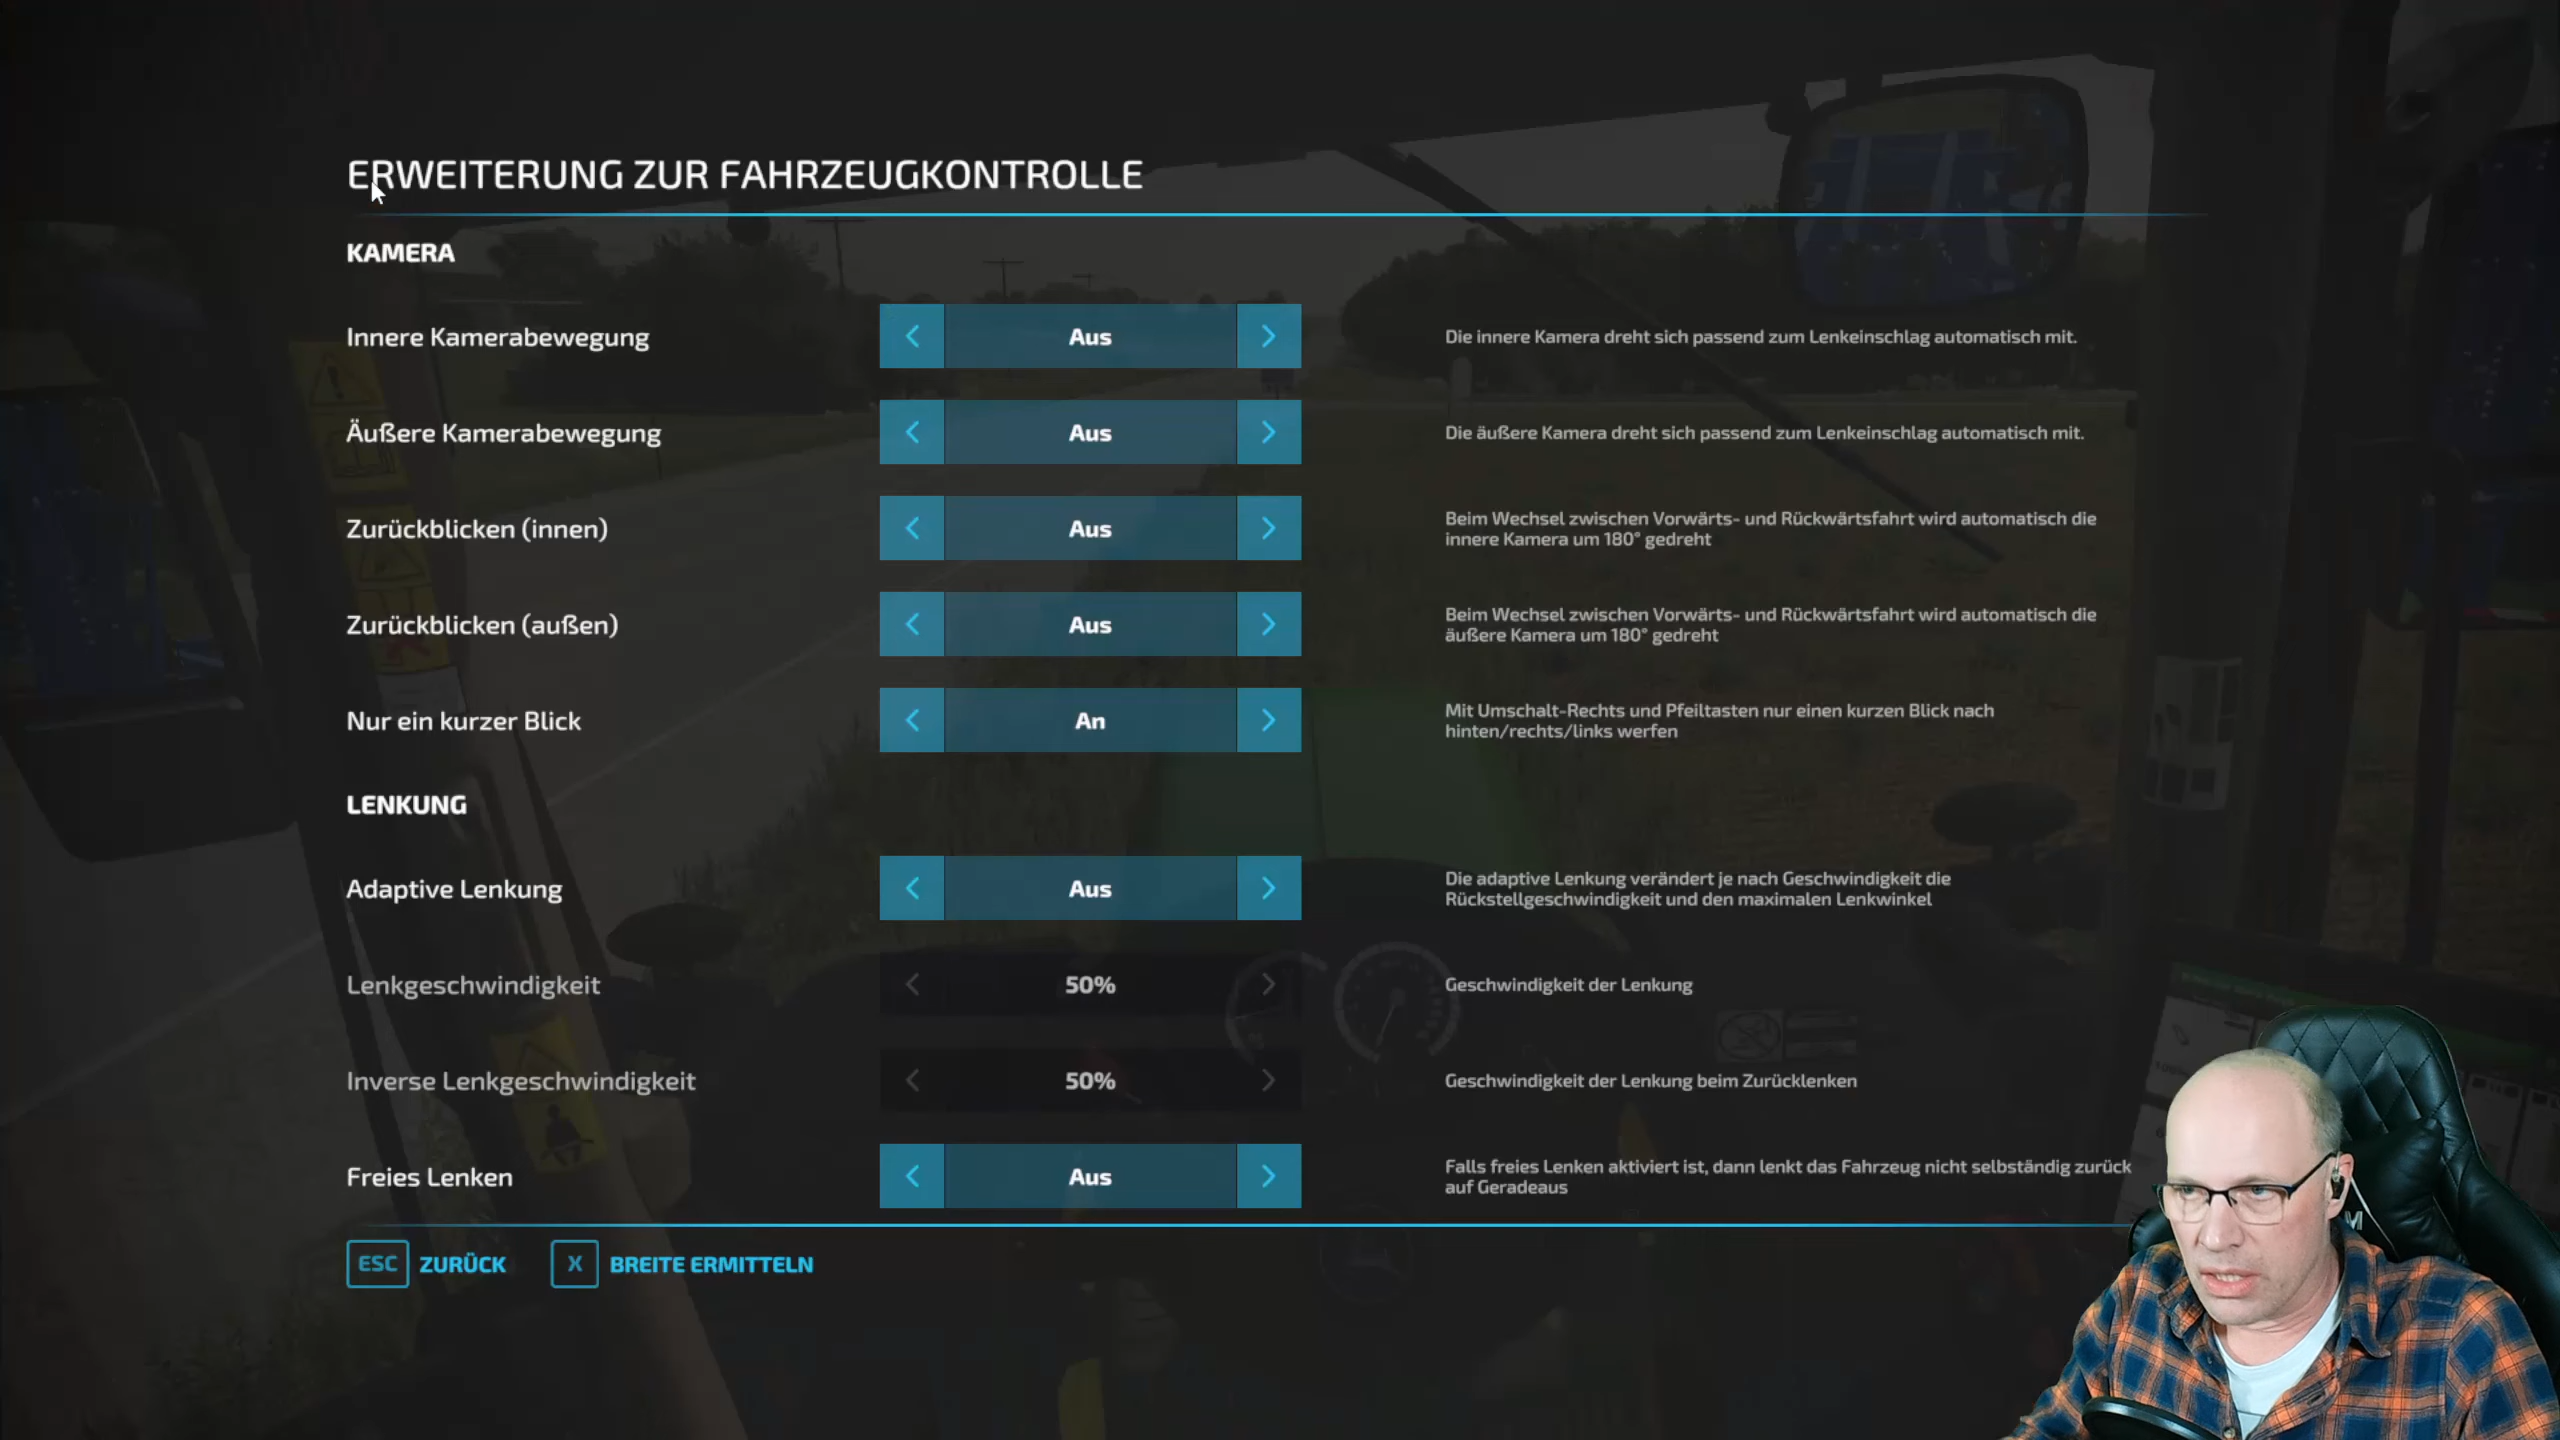 ERWEITERUNG ZUR FAHRZEUGKONTROLLE
KAMERA
Innere Kamerabewegung
Aus
Die innere Kamera dreht sich passend zum Lenkeinschlag automatisch mit.
Äußere Kamerabewegung
Aus
Die äußere Kamera dreht sich passend zum Lenkeinschlag automatisch mit.
Zurückblicken (innen)
Aus
Beim Wechsel zwischen Vorwärts- und Rückwärtsfahrt wird automatisch die
innere Kamera um 180° gedreht
Zurückblicken (außen)
Aus
Beim Wechsel zwischen Vorwärts- und Rückwärtsfahrt wird automatisch die
äußere Kamera um 180° gedreht
Nur ein kurzer Blick
An
Mit Umschalt-Rechts und Pfeiltasten nur einen kurzen Blick nach
hinten/rechts/links werfen
LENKUNG
Adaptive Lenkung
Aus
Die adaptive Lenkung verändert je nach Geschwindigkeit die
Rückstellgeschwindigkeit und den maximalen Lenkwinkel
Lenkgeschwindigkeit
50%
Geschwindigkeit der Lenkung
Inverse Lenkgeschwindigkeit
50%
Geschwindigkeit der Lenkung beim Zurücklenken
Freies Lenken
Aus
Falls freies Lenken aktiviert ist, dann lenkt das Fahrzeug nicht selbständig zurück
auf Geradeaus
ESC ZURÜCK
X BREITE ERMITTELN